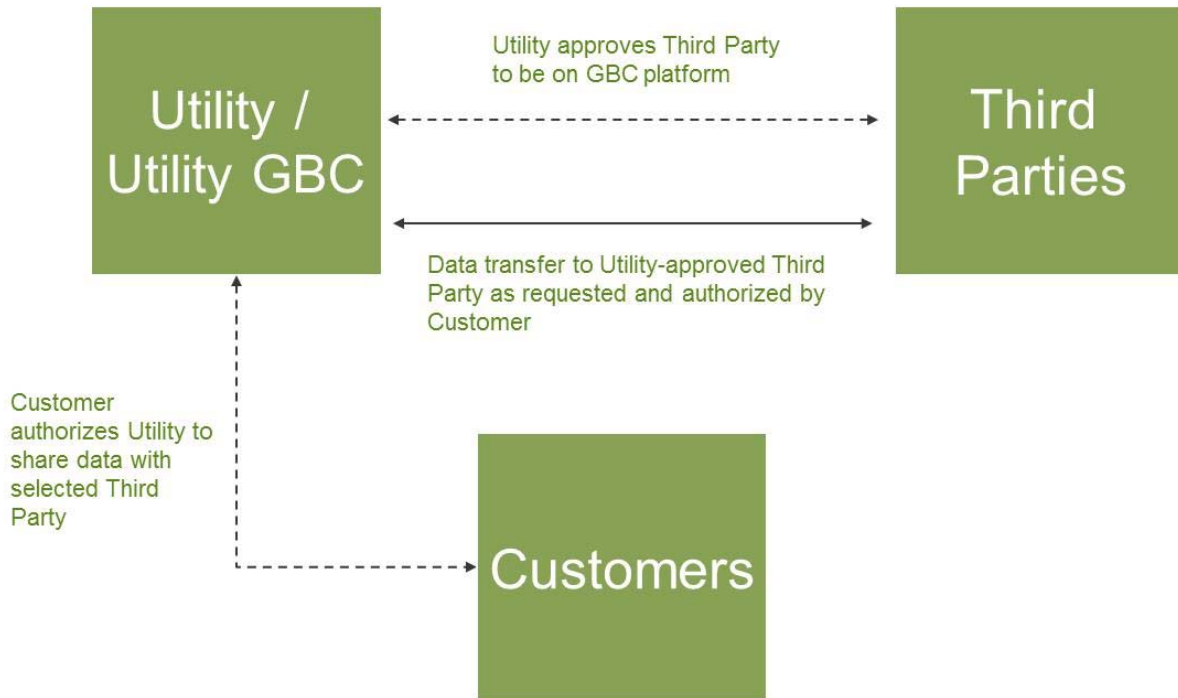 Utility approves Third Party
to be on GBC platform
Utility /
Utility GBC
Third
Parties
Data transfer to Utility-approved Third
Party as requested and authorized by
Customer
Customer
authorizes Utility to
share data with
selected Third
Party
Customers